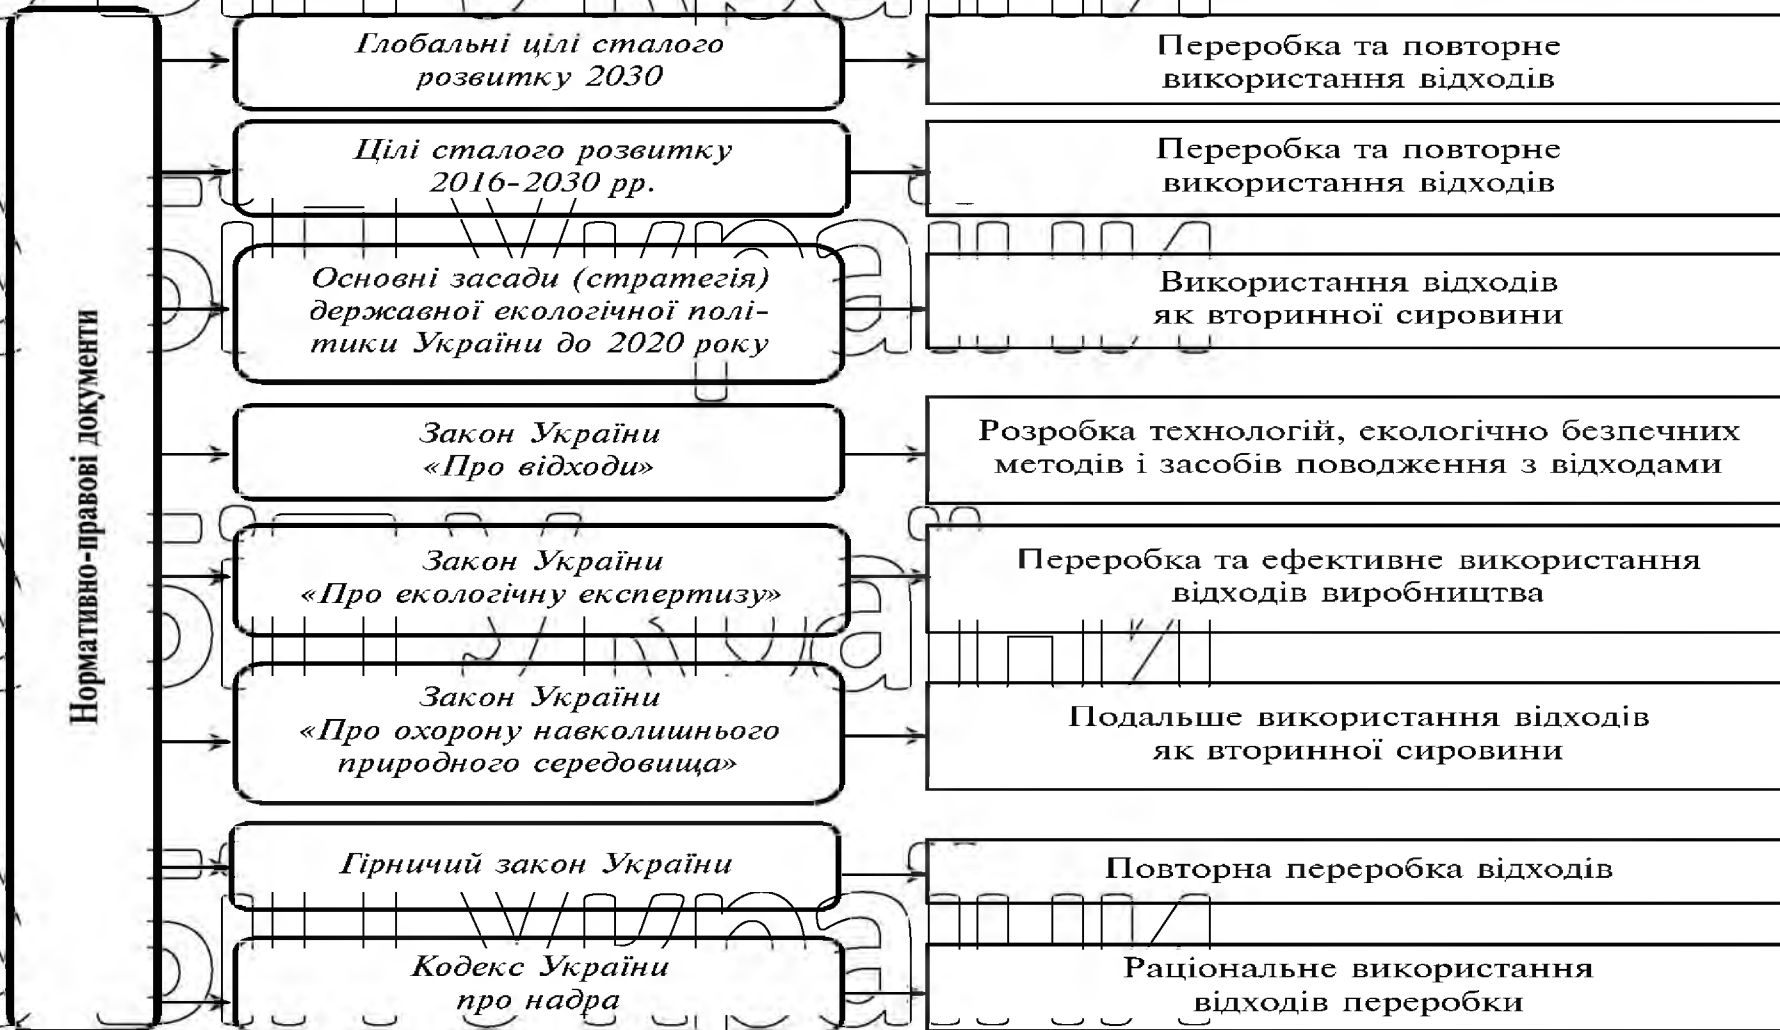 Нормативно-правові документи
Глобальні цілі сталого
розвитку 2030
Переробка та повторне
використання відходів
Цілі сталого розвитку
2016-2030 рр.
Переробка та повторне
використання відходів
Основні засади (стратегія)
державної екологічної полі-
тики України до 2020 року
Використання відходів
як вторинної сировини
Закон України
«Про відходи»
Розробка технологій, екологічно безпечних
методів і засобів поводження з відходами
Закон України
«Про екологічну експертизу»
Переробка та ефективне використання
відходів виробництва
Закон України
«Про охорону навколишнього
природного середовища»
Подальше використання відходів
як вторинної сировини
Гірничий закон України
Повторна переробка відходів
Кодекс України
про надра
Раціональне використання
відходів переробки